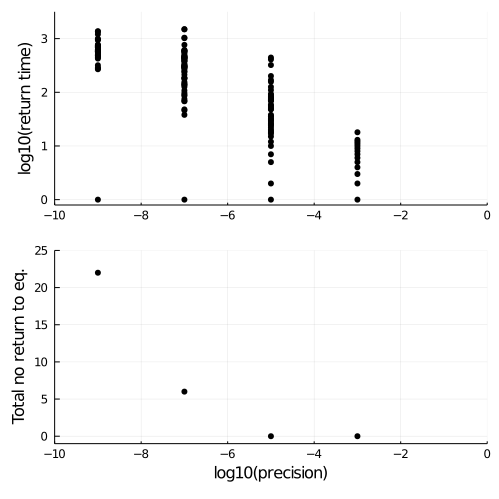 log10(return time)
3
2
1
0
−10 −8 −6 −4 −2 0
Total no return to eq.
25
20
15
10
5
0
−10 −8 −6 −4 −2 0
log10(precision)